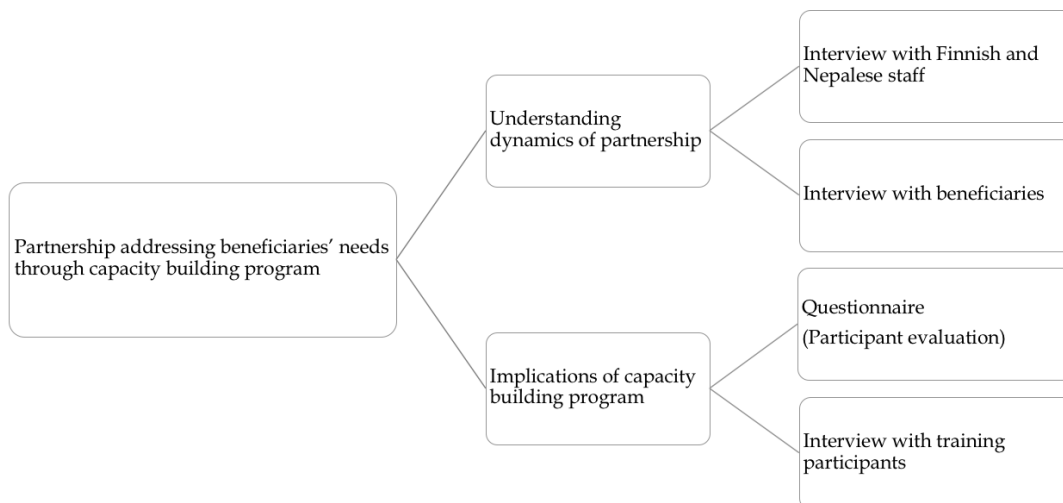 Partnership addressing beneficiaries’ needs
through capacity building program
Understanding
dynamics of partnership
Implications of capacity
building program
Interview with Finnish and
Nepalese staff
Interview with beneficiaries
Questionnaire
(Participant evaluation)
Interview with training
participants